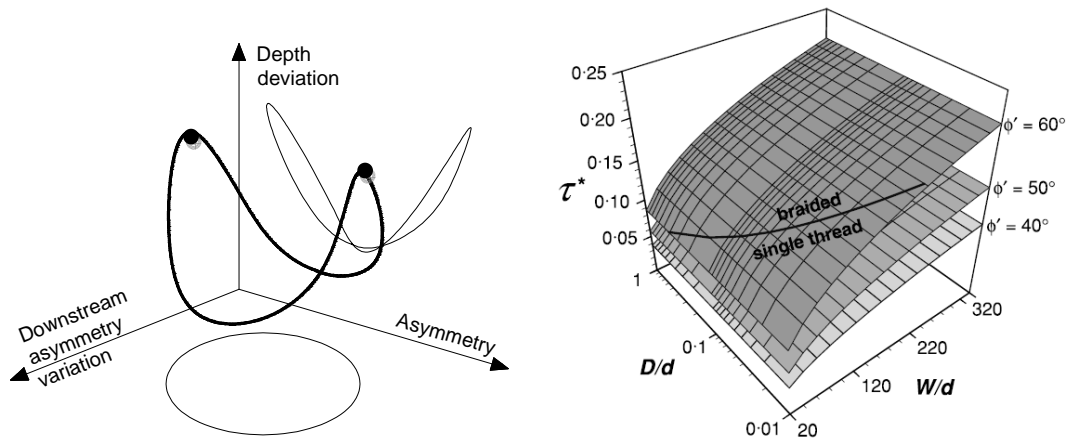 Depth
deviation
Downstream
asymmetry
variation
Asymmetry
0·25
0·20
0·15
0·10
0·05
τ*
1
0·1
0·01
D/d
20
120
220
320
W/d
braided
single thread
ϕ′ = 60°
ϕ′ = 50°
ϕ′ = 40°